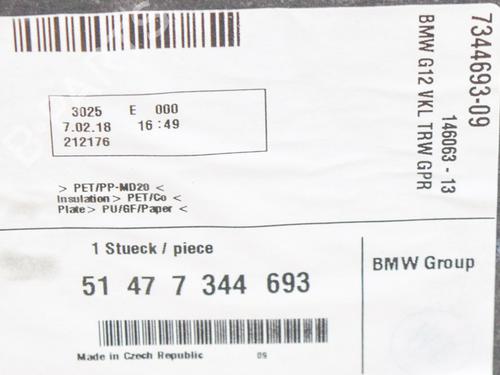 3025 E 000
7.02.18 16:49
212176
> PET/PP-MD20 <
Insulation> PET/Co <
Plate> PU/GF/Paper <
7344693-09
146063 - 13
BMW G12 VKL TRW GPR
1 Stueck / piece
51 47 7 344 693
BMW Group
Made in Czech Republic 09